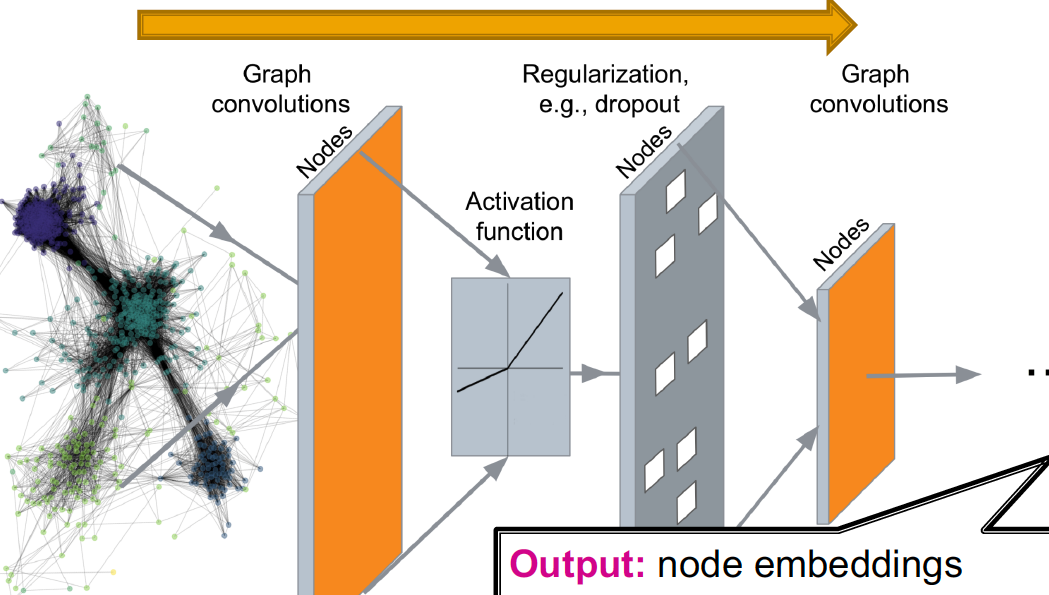 Graph
convolutions
Regularization,
e.g., dropout
Graph
convolutions
Nodes
Nodes
Activation
function
Nodes
..
Output: node embeddings